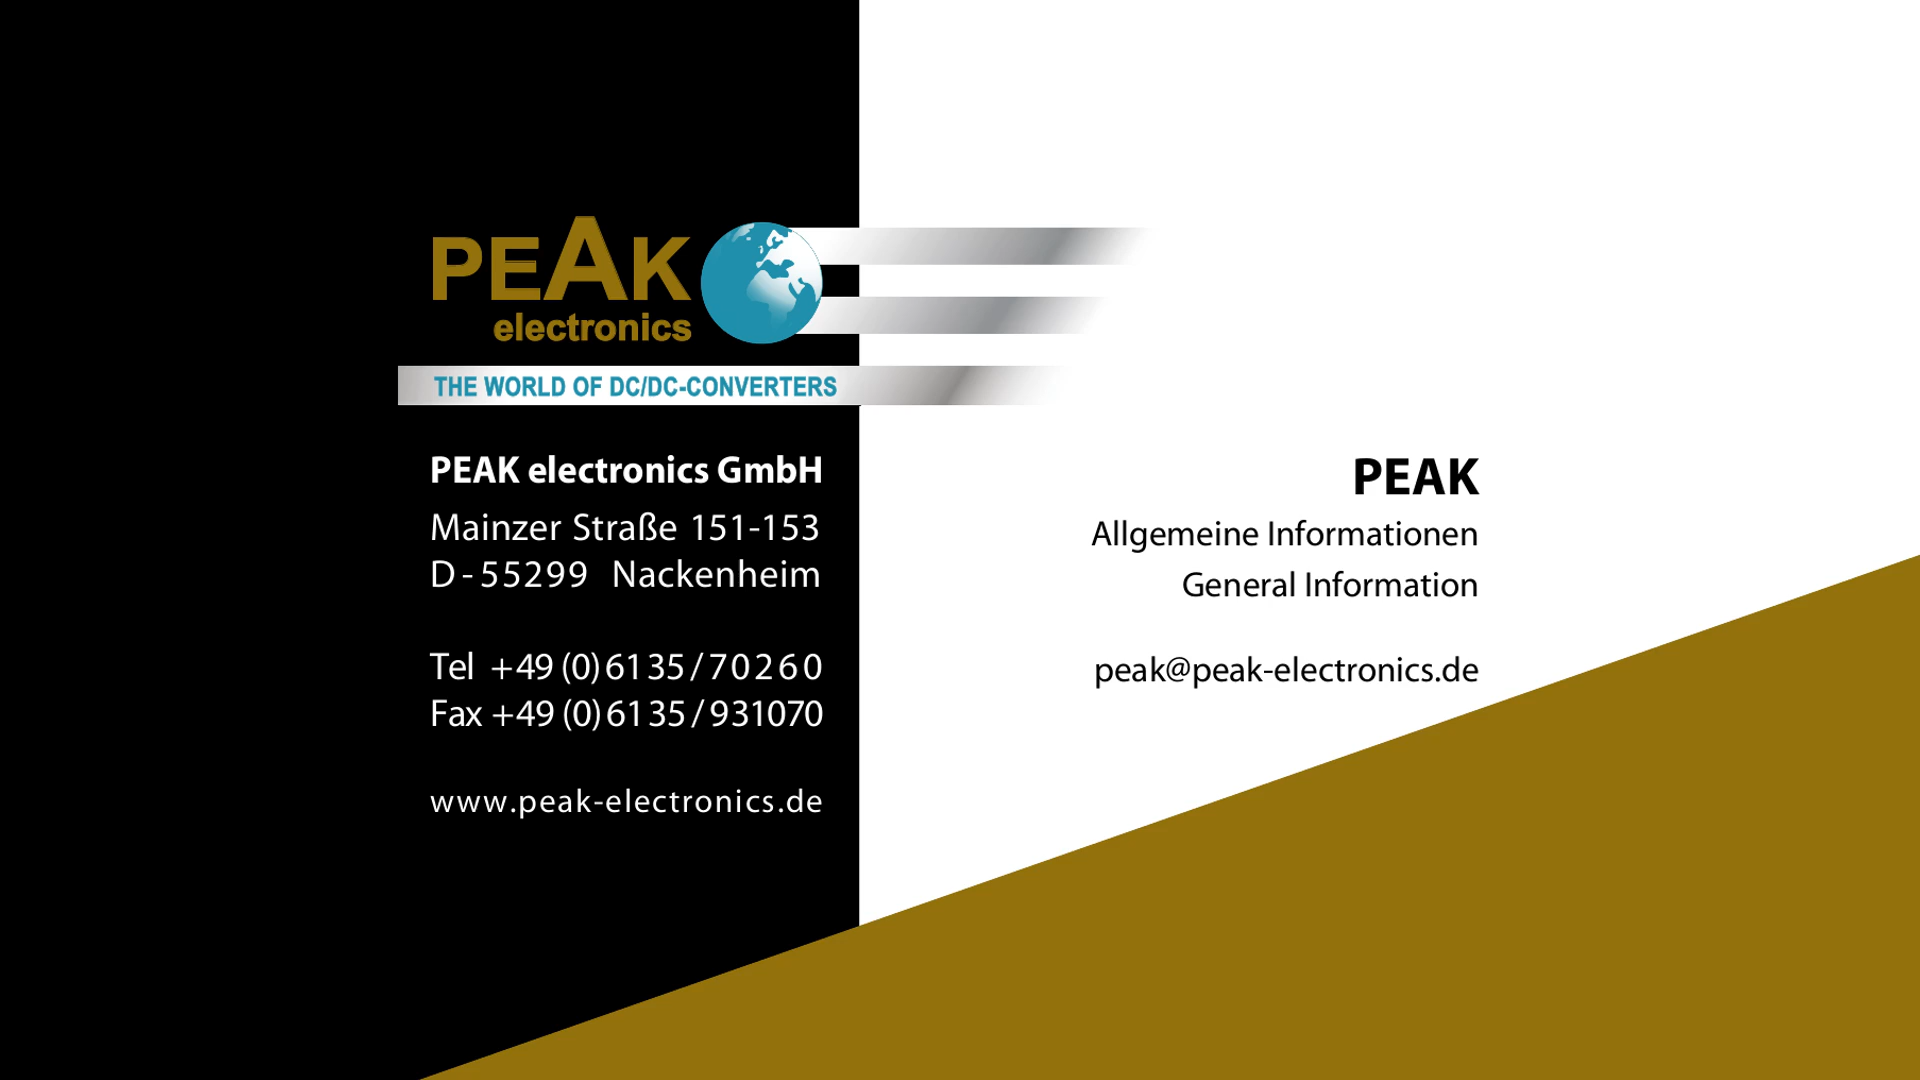 PEAK
electronics
THE WORLD OF DC/DC-CONVERTERS
PEAK electronics GmbH
Mainzer Straße 151-153
D-55299 Nackenheim
Tel +49 (0) 6135 / 70260
Fax +49 (0) 6135 / 931070
www.peak-electronics.de
PEAK
Allgemeine Informationen
General Information
peak@peak-electronics.de